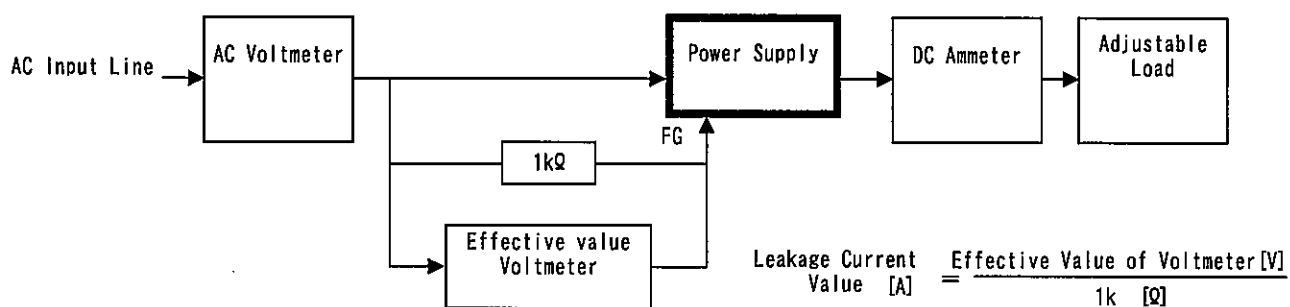 AC Input Line
AC Voltmeter
Power Supply
DC Ammeter
Adjustable
Load
FG
1kΩ
Effective value
Voltmeter
Leakage Current
Value [A]
=
Effective Value of Voltmeter[V]
1k [Ω]